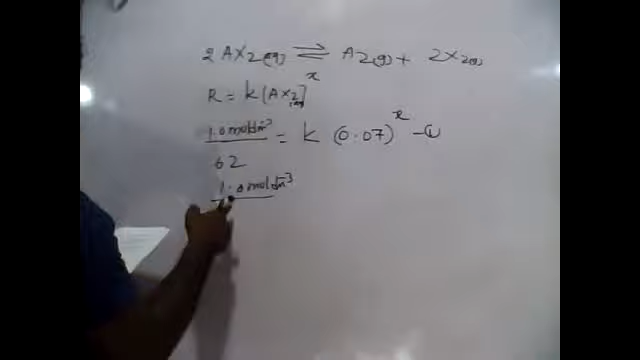 2AX2(g) ⇌ A2(g) + 2X2(g)
R = k[AX2(g)]^x
1.0 moldm^-3 / 62 = k (0.07)^x —①
1.0 moldm^-3